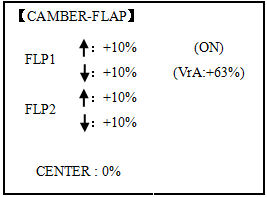 【CAMBER-FLAP】
⬆: +10% (ON)
FLP1
⬇: +10% (VrA:+63%)
⬆: +10%
FLP2
⬇: +10%
CENTER : 0%